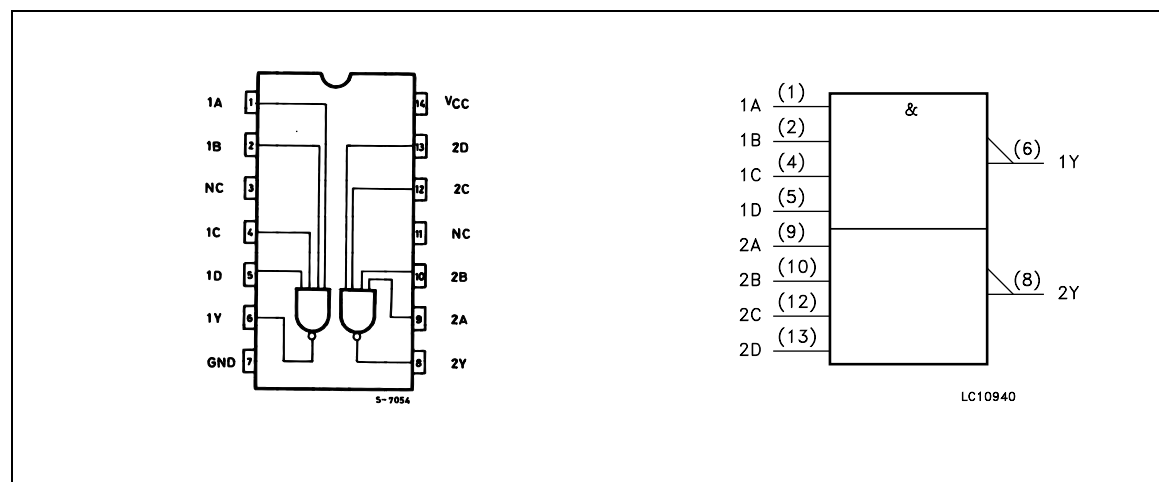 1A 1 14 VCC
1B 2 13 2D
NC 3 12 2C
1C 4 11 NC
1D 5 10 2B
1Y 6 9 2A
GND 7 8 2Y
S-7054
&
1A (1)
1B (2)
1C (4)
1D (5)
2A (9)
2B (10)
2C (12)
2D (13)
(6) 1Y
(8) 2Y
LC10940